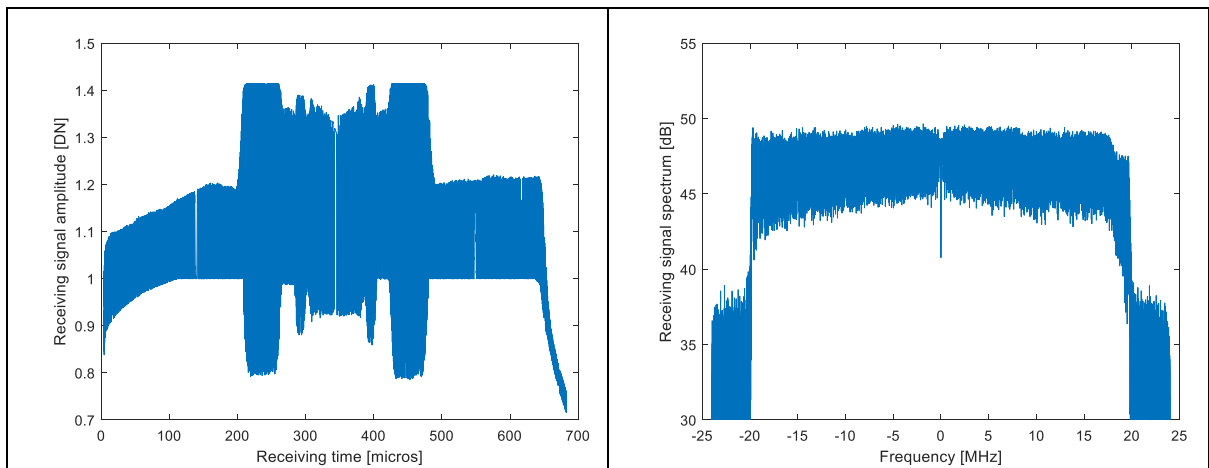 1.5
1.4
1.3
1.2
1.1
1
0.9
0.8
0.7
Receiving signal amplitude [DN]
0 100 200 300 400 500 600 700
Receiving time [micros]
55
50
45
40
35
30
Receiving signal spectrum [dB]
-25 -20 -15 -10 -5 0 5 10 15 20 25
Frequency [MHz]